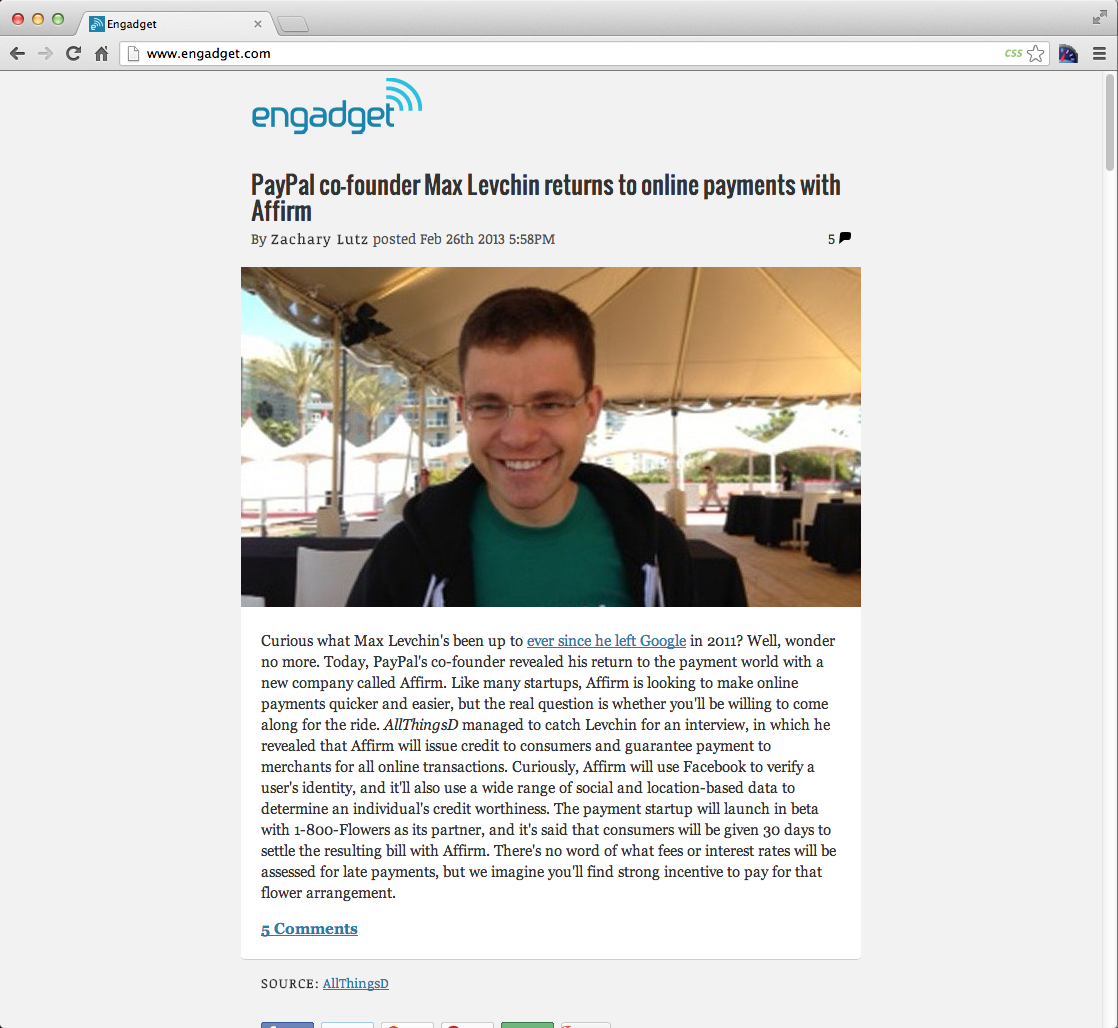 Engadget
www.engadget.com
CSS
engadget
PayPal co-founder Max Levchin returns to online payments with
Affirm
By Zachary Lutz posted Feb 26th 2013 5:58PM
5
Curious what Max Levchin's been up to ever since he left Google in 2011? Well, wonder
no more. Today, PayPal's co-founder revealed his return to the payment world with a
new company called Affirm. Like many startups, Affirm is looking to make online
payments quicker and easier, but the real question is whether you'll be willing to come
along for the ride. AllThingsD managed to catch Levchin for an interview, in which he
revealed that Affirm will issue credit to consumers and guarantee payment to
merchants for all online transactions. Curiously, Affirm will use Facebook to verify a
user's identity, and it'll also use a wide range of social and location-based data to
determine an individual's credit worthiness. The payment startup will launch in beta
with 1-800-Flowers as its partner, and it's said that consumers will be given 30 days to
settle the resulting bill with Affirm. There's no word of what fees or interest rates will be
assessed for late payments, but we imagine you'll find strong incentive to pay for that
flower arrangement.
5 Comments
SOURCE: AllThingsD